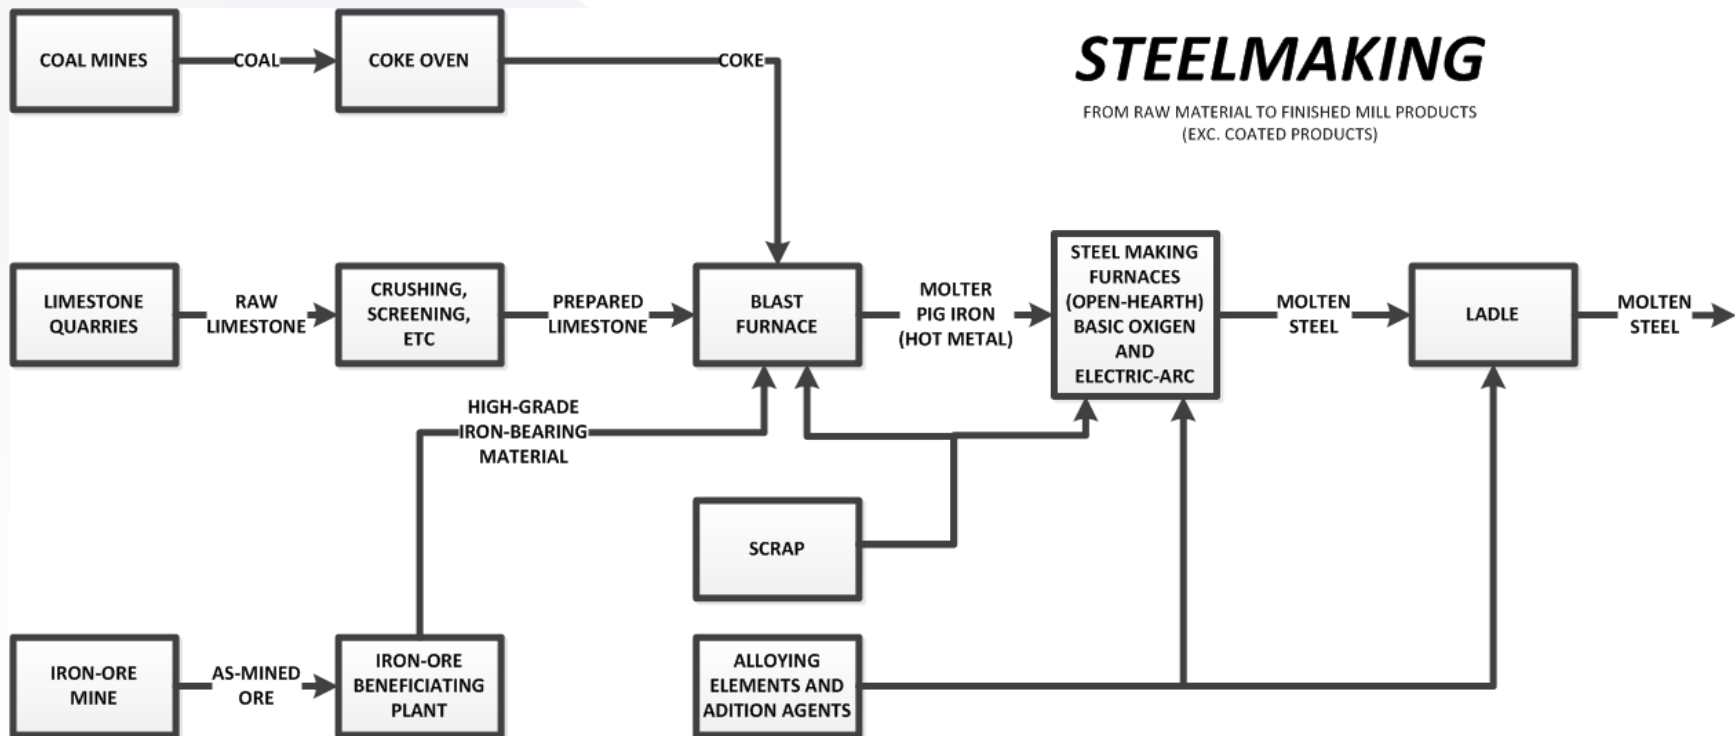 STEELMAKING
FROM RAW MATERIAL TO FINISHED MILL PRODUCTS
(EXC. COATED PRODUCTS)
COAL MINES
COAL
COKE OVEN
COKE
LIMESTONE
QUARRIES
RAW
LIMESTONE
CRUSHING,
SCREENING,
ETC
PREPARED
LIMESTONE
BLAST
FURNACE
MOLTER
PIG IRON
(HOT METAL)
STEEL MAKING
FURNACES
(OPEN-HEARTH)
BASIC OXIGEN
AND
ELECTRIC-ARC
MOLTEN
STEEL
LADLE
MOLTEN
STEEL
HIGH-GRADE
IRON-BEARING
MATERIAL
SCRAP
IRON-ORE
MINE
AS-MINED
ORE
IRON-ORE
BENEFICIATING
PLANT
ALLOYING
ELEMENTS AND
ADITION AGENTS